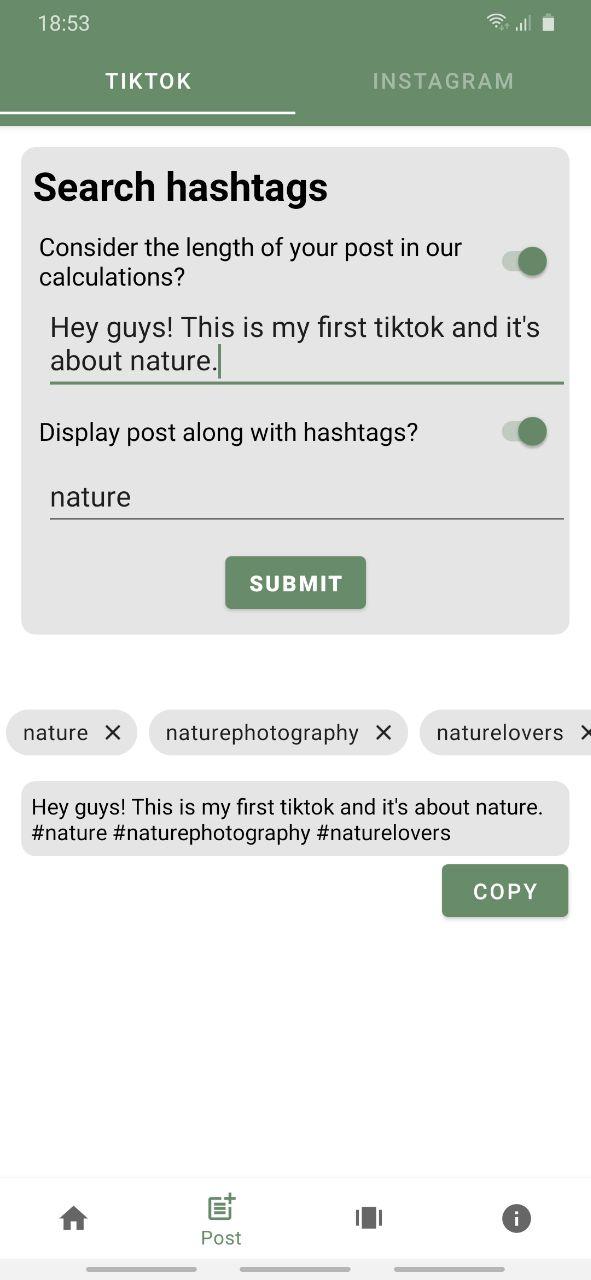 18:53
TIKTOK INSTAGRAM
Search hashtags
Consider the length of your post in our
calculations?
Hey guys! This is my first tiktok and it's
about nature.
Display post along with hashtags?
nature
SUBMIT
nature naturephotography naturelovers
Hey guys! This is my first tiktok and it's about nature.
#nature #naturephotography #naturelovers
COPY
Post